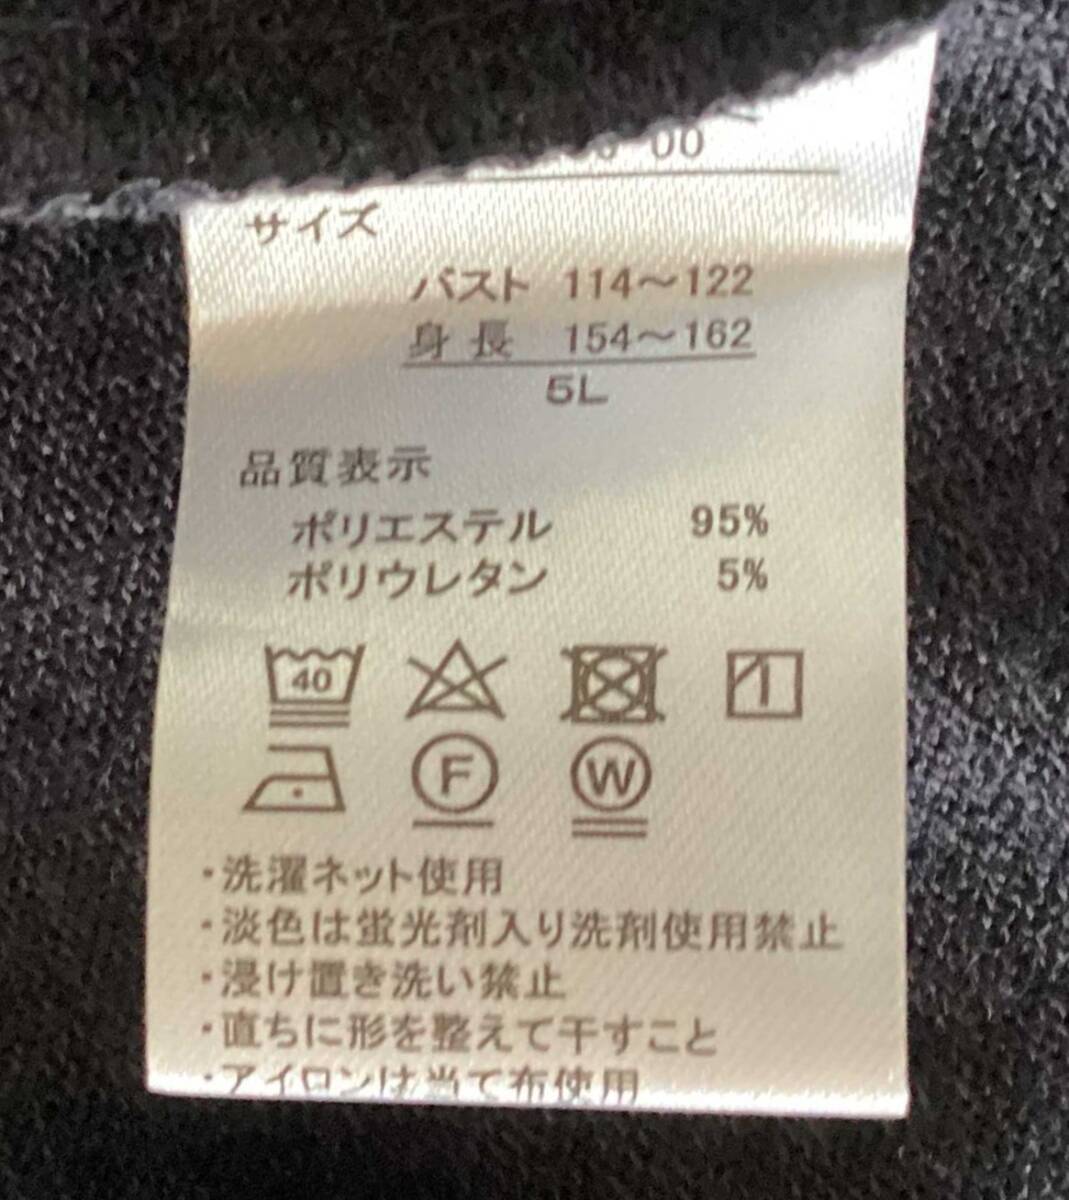 00
サイズ
バスト 114～122
身長 154～162
5L
品質表示
ポリエステル 95%
ポリウレタン 5%
40
F W
・洗濯ネット使用
・淡色は蛍光剤入り洗剤使用禁止
・浸け置き洗い禁止
・直ちに形を整えて干すこと
・アイロンは当て布使用